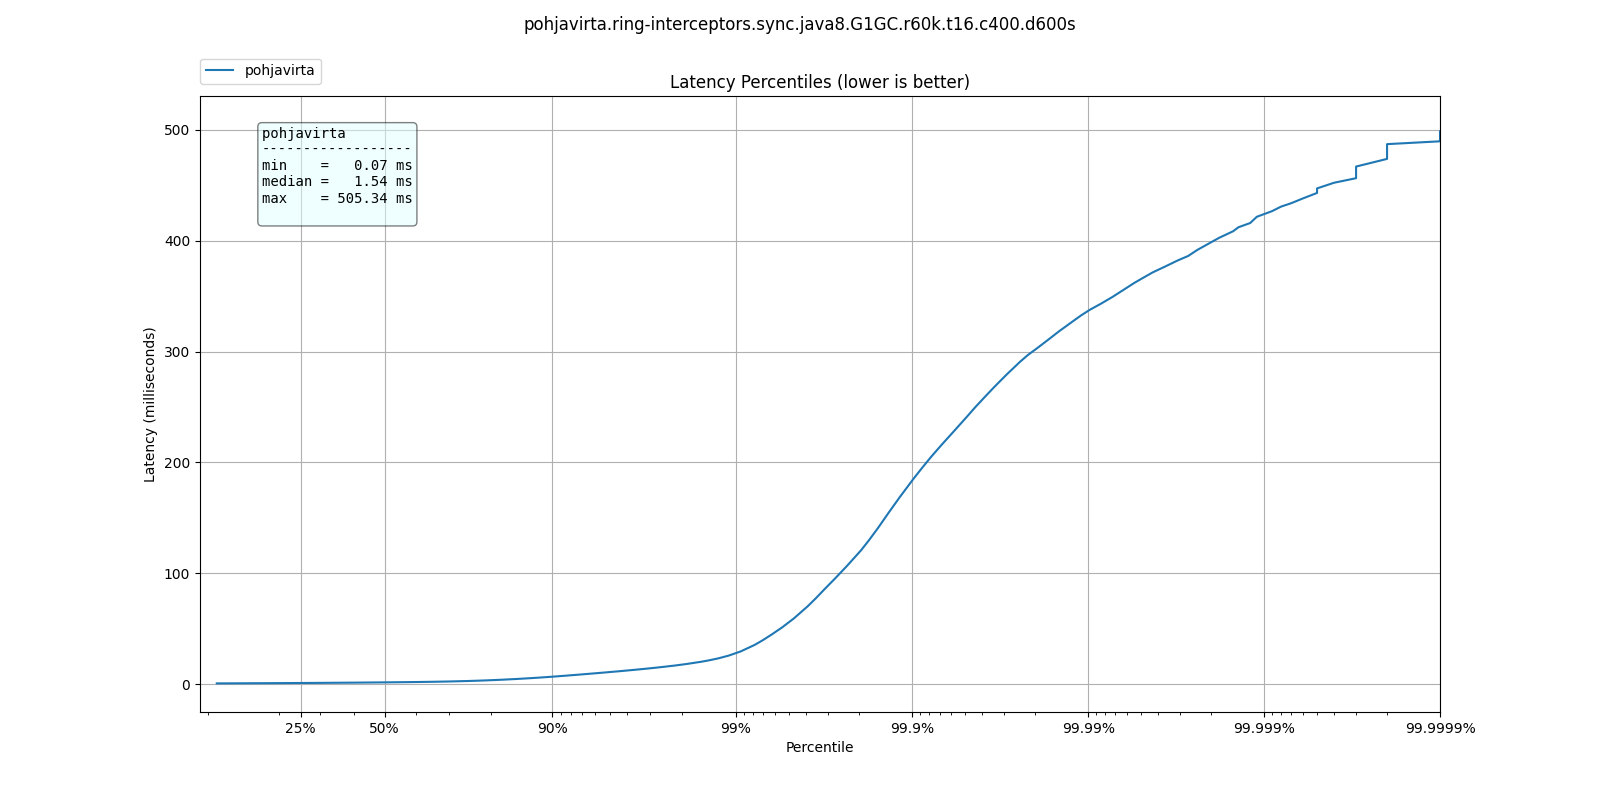 pohjavirta.ring-interceptors.sync.java8.G1GC.r60k.t16.c400.d600s
pohjavirta
Latency Percentiles (lower is better)
pohjavirta
------------------
min    =   0.07 ms
median =   1.54 ms
max    = 505.34 ms
500
400
300
200
100
0
Latency (milliseconds)
25% 50% 90% 99% 99.9% 99.99% 99.999% 99.9999%
Percentile